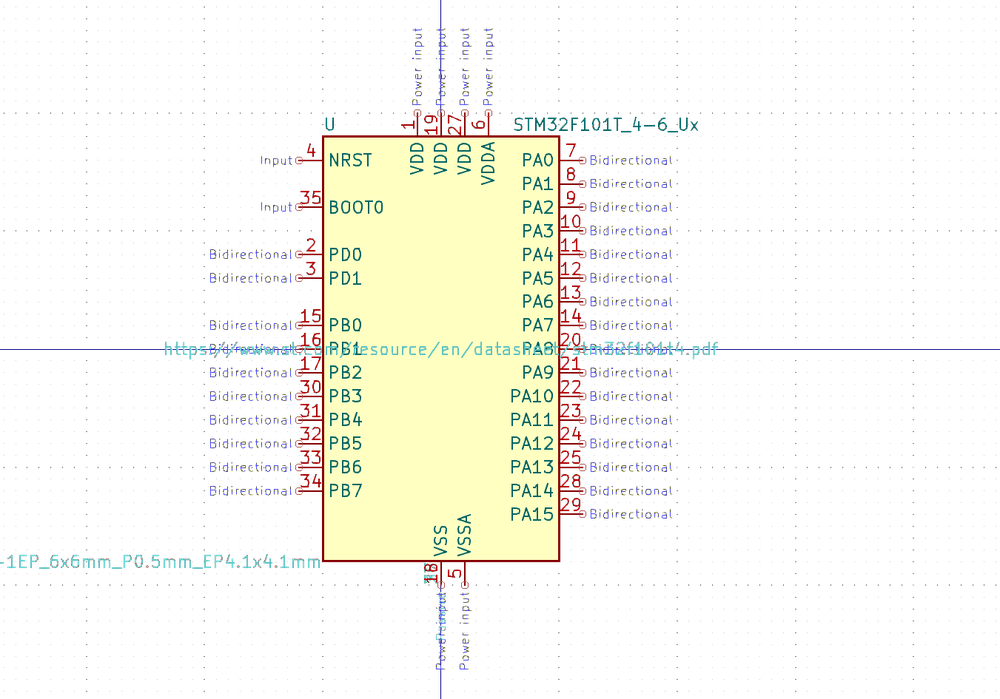 Power input Power input Power input Power input
U STM32F101T_4-6_Ux
1 19 27 6
VDD VDD VDD VDDA
Input 4 NRST PA0 7 Bidirectional
PA1 8 Bidirectional
Input 35 BOOT0 PA2 9 Bidirectional
PA3 10 Bidirectional
Bidirectional 2 PD0 PA4 11 Bidirectional
Bidirectional 3 PD1 PA5 12 Bidirectional
PA6 13 Bidirectional
Bidirectional 15 PB0 PA7 14 Bidirectional
Bidirectional 16 PB1 PA8 20 Bidirectional
https://www.st.com/resource/en/datasheet/stm32f101t4.pdf
Bidirectional 17 PB2 PA9 21 Bidirectional
Bidirectional 30 PB3 PA10 22 Bidirectional
Bidirectional 31 PB4 PA11 23 Bidirectional
Bidirectional 32 PB5 PA12 24 Bidirectional
Bidirectional 33 PB6 PA13 25 Bidirectional
Bidirectional 34 PB7 PA14 28 Bidirectional
PA15 29 Bidirectional
VSS VSSA
-1EP_6x6mm_P0.5mm_EP4.1x4.1mm
5
Power input Power input